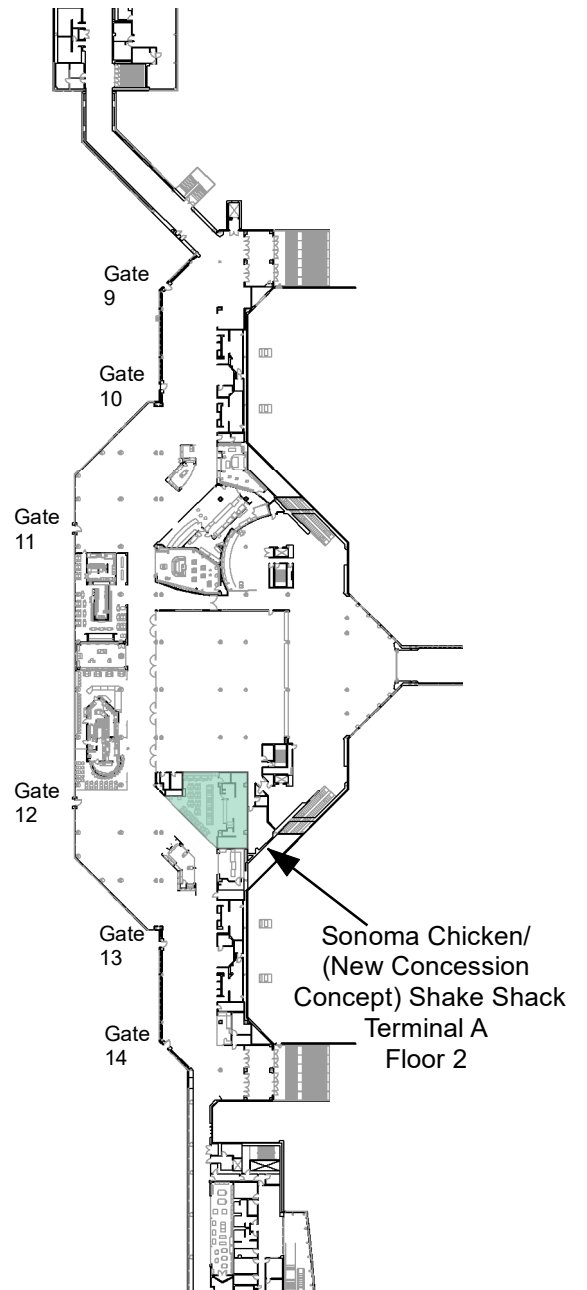 Gate
9
Gate
10
Gate
11
Gate
12
Gate
13
Gate
14
Sonoma Chicken/
(New Concession
Concept) Shake Shack
Terminal A
Floor 2